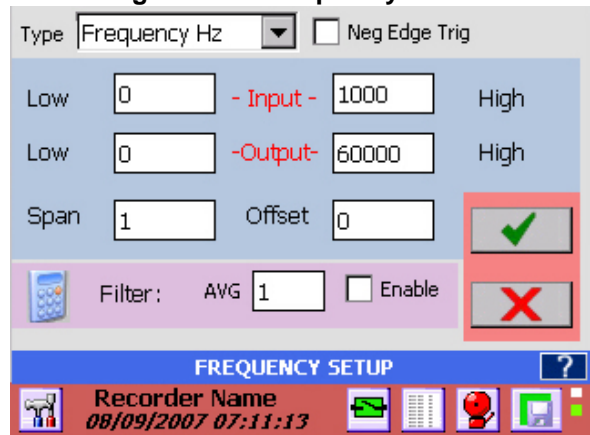 Type Frequency Hz Neg Edge Trig
Low 0 - Input - 1000 High
Low 0 -Output- 60000 High
Span 1 Offset 0
Filter: AVG 1 Enable
FREQUENCY SETUP ?
Recorder Name
08/09/2007 07:11:13